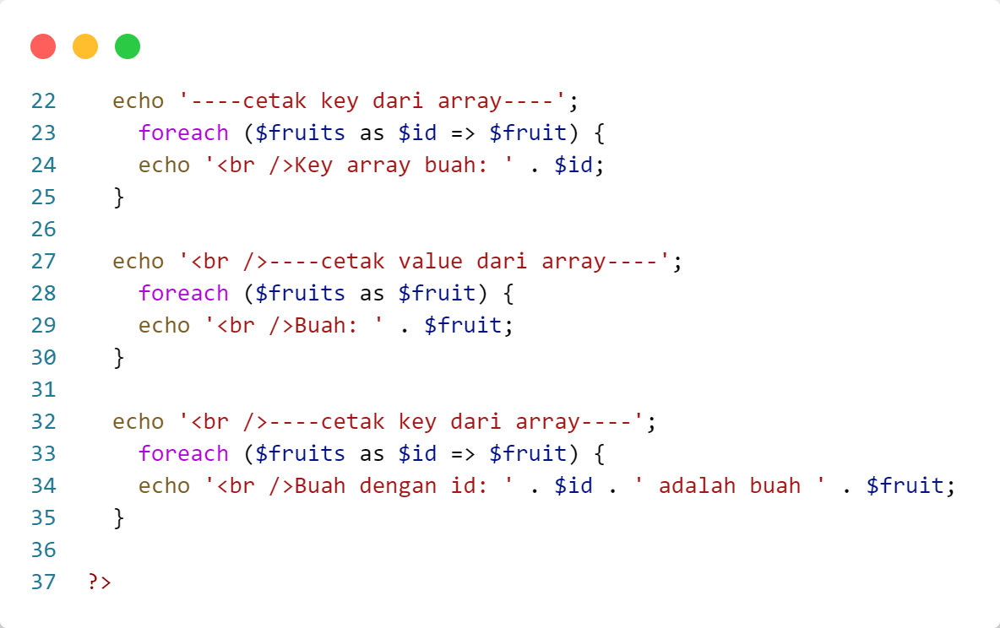 22 echo '----cetak key dari array----';
23 foreach ($fruits as $id => $fruit) {
24 echo '<br />Key array buah: ' . $id;
25 }
26
27 echo '<br />----cetak value dari array----';
28 foreach ($fruits as $fruit) {
29 echo '<br />Buah: ' . $fruit;
30 }
31
32 echo '<br />----cetak key dari array----';
33 foreach ($fruits as $id => $fruit) {
34 echo '<br />Buah dengan id: ' . $id . ' adalah buah ' . $fruit;
35 }
36
37 ?>